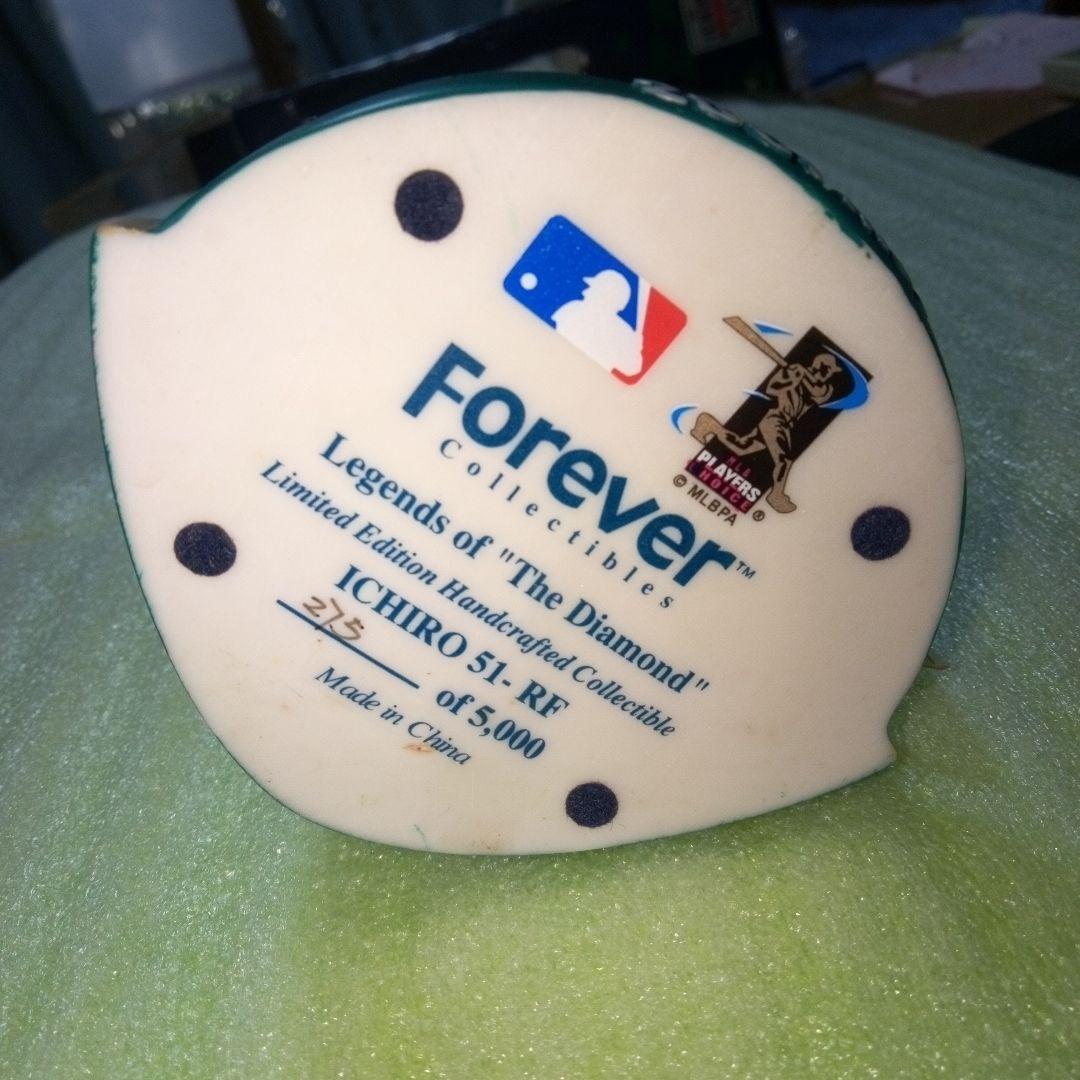 Forever™
Collectibles
MLB
PLAYERS
CHOICE®
© MLBPA
Legends of "The Diamond"
Limited Edition Handcrafted Collectible
ICHIRO 51- RF
275 of 5,000
Made in China